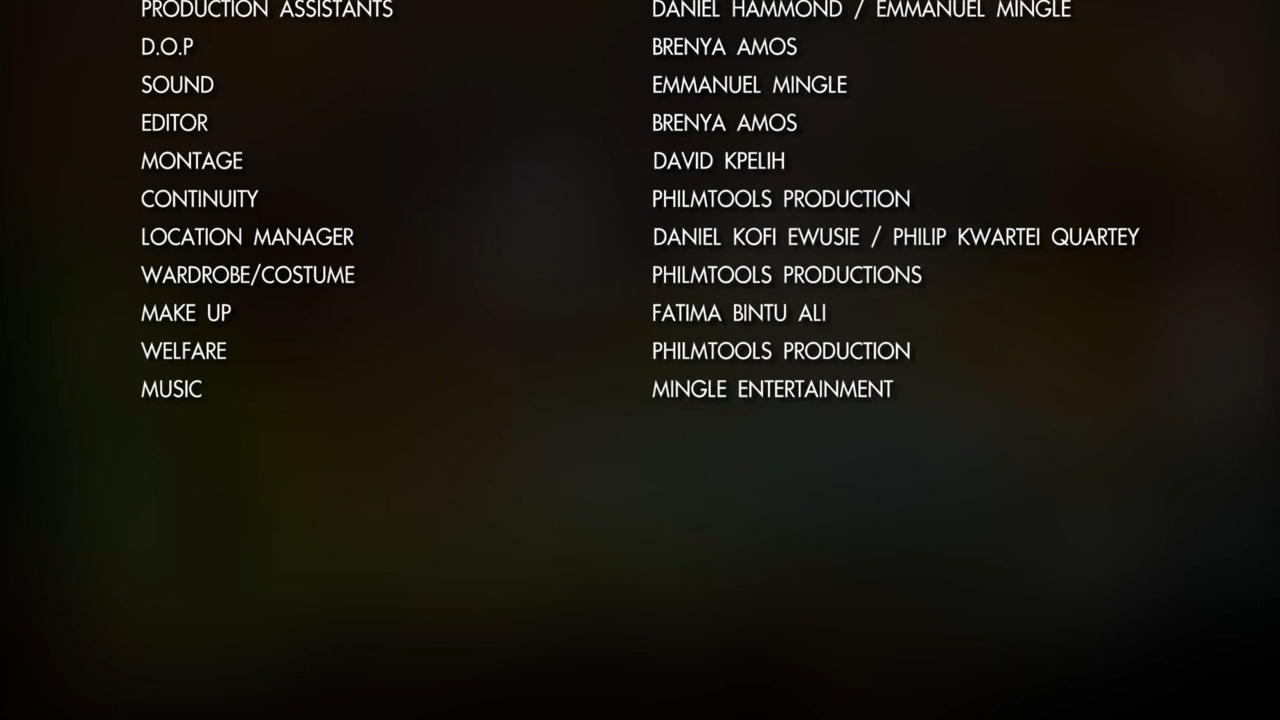 PRODUCTION ASSISTANTS DANIEL HAMMOND / EMMANUEL MINGLE
D.O.P BRENYA AMOS
SOUND EMMANUEL MINGLE
EDITOR BRENYA AMOS
MONTAGE DAVID KPELIH
CONTINUITY PHILMTOOLS PRODUCTION
LOCATION MANAGER DANIEL KOFI EWUSIE / PHILIP KWARTEI QUARTEY
WARDROBE/COSTUME PHILMTOOLS PRODUCTIONS
MAKE UP FATIMA BINTU ALI
WELFARE PHILMTOOLS PRODUCTION
MUSIC MINGLE ENTERTAINMENT